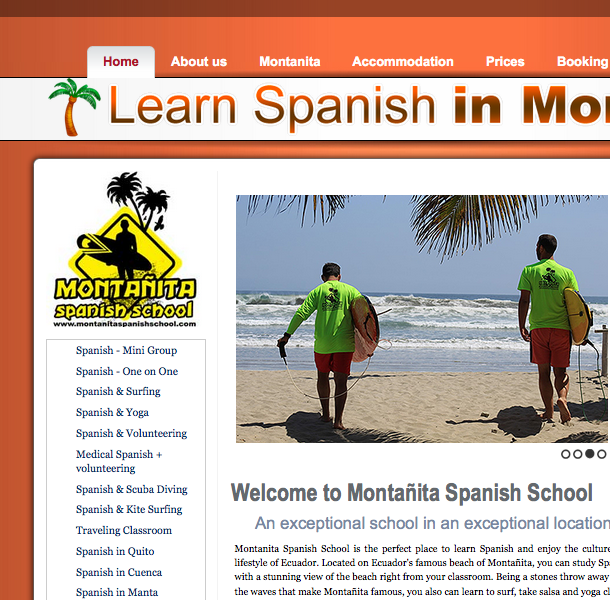 Home About us Montanita Accommodation Prices Booking
Learn Spanish in Mo
MONTAÑITA
spanish school
www.montanitaspanishschool.com
Spanish - Mini Group
Spanish - One on One
Spanish & Surfing
Spanish & Yoga
Spanish & Volunteering
Medical Spanish +
volunteering
Spanish & Scuba Diving
Spanish & Kite Surfing
Traveling Classroom
Spanish in Quito
Spanish in Cuenca
Spanish in Manta
Welcome to Montañita Spanish School
An exceptional school in an exceptional location
Montanita Spanish School is the perfect place to learn Spanish and enjoy the culture
lifestyle of Ecuador. Located on Ecuador's famous beach of Montañita, you can study Spa
with a stunning view of the beach right from your classroom. Being a stones throw away
the waves that make Montañita famous, you also can learn to surf, take salsa and yoga cl